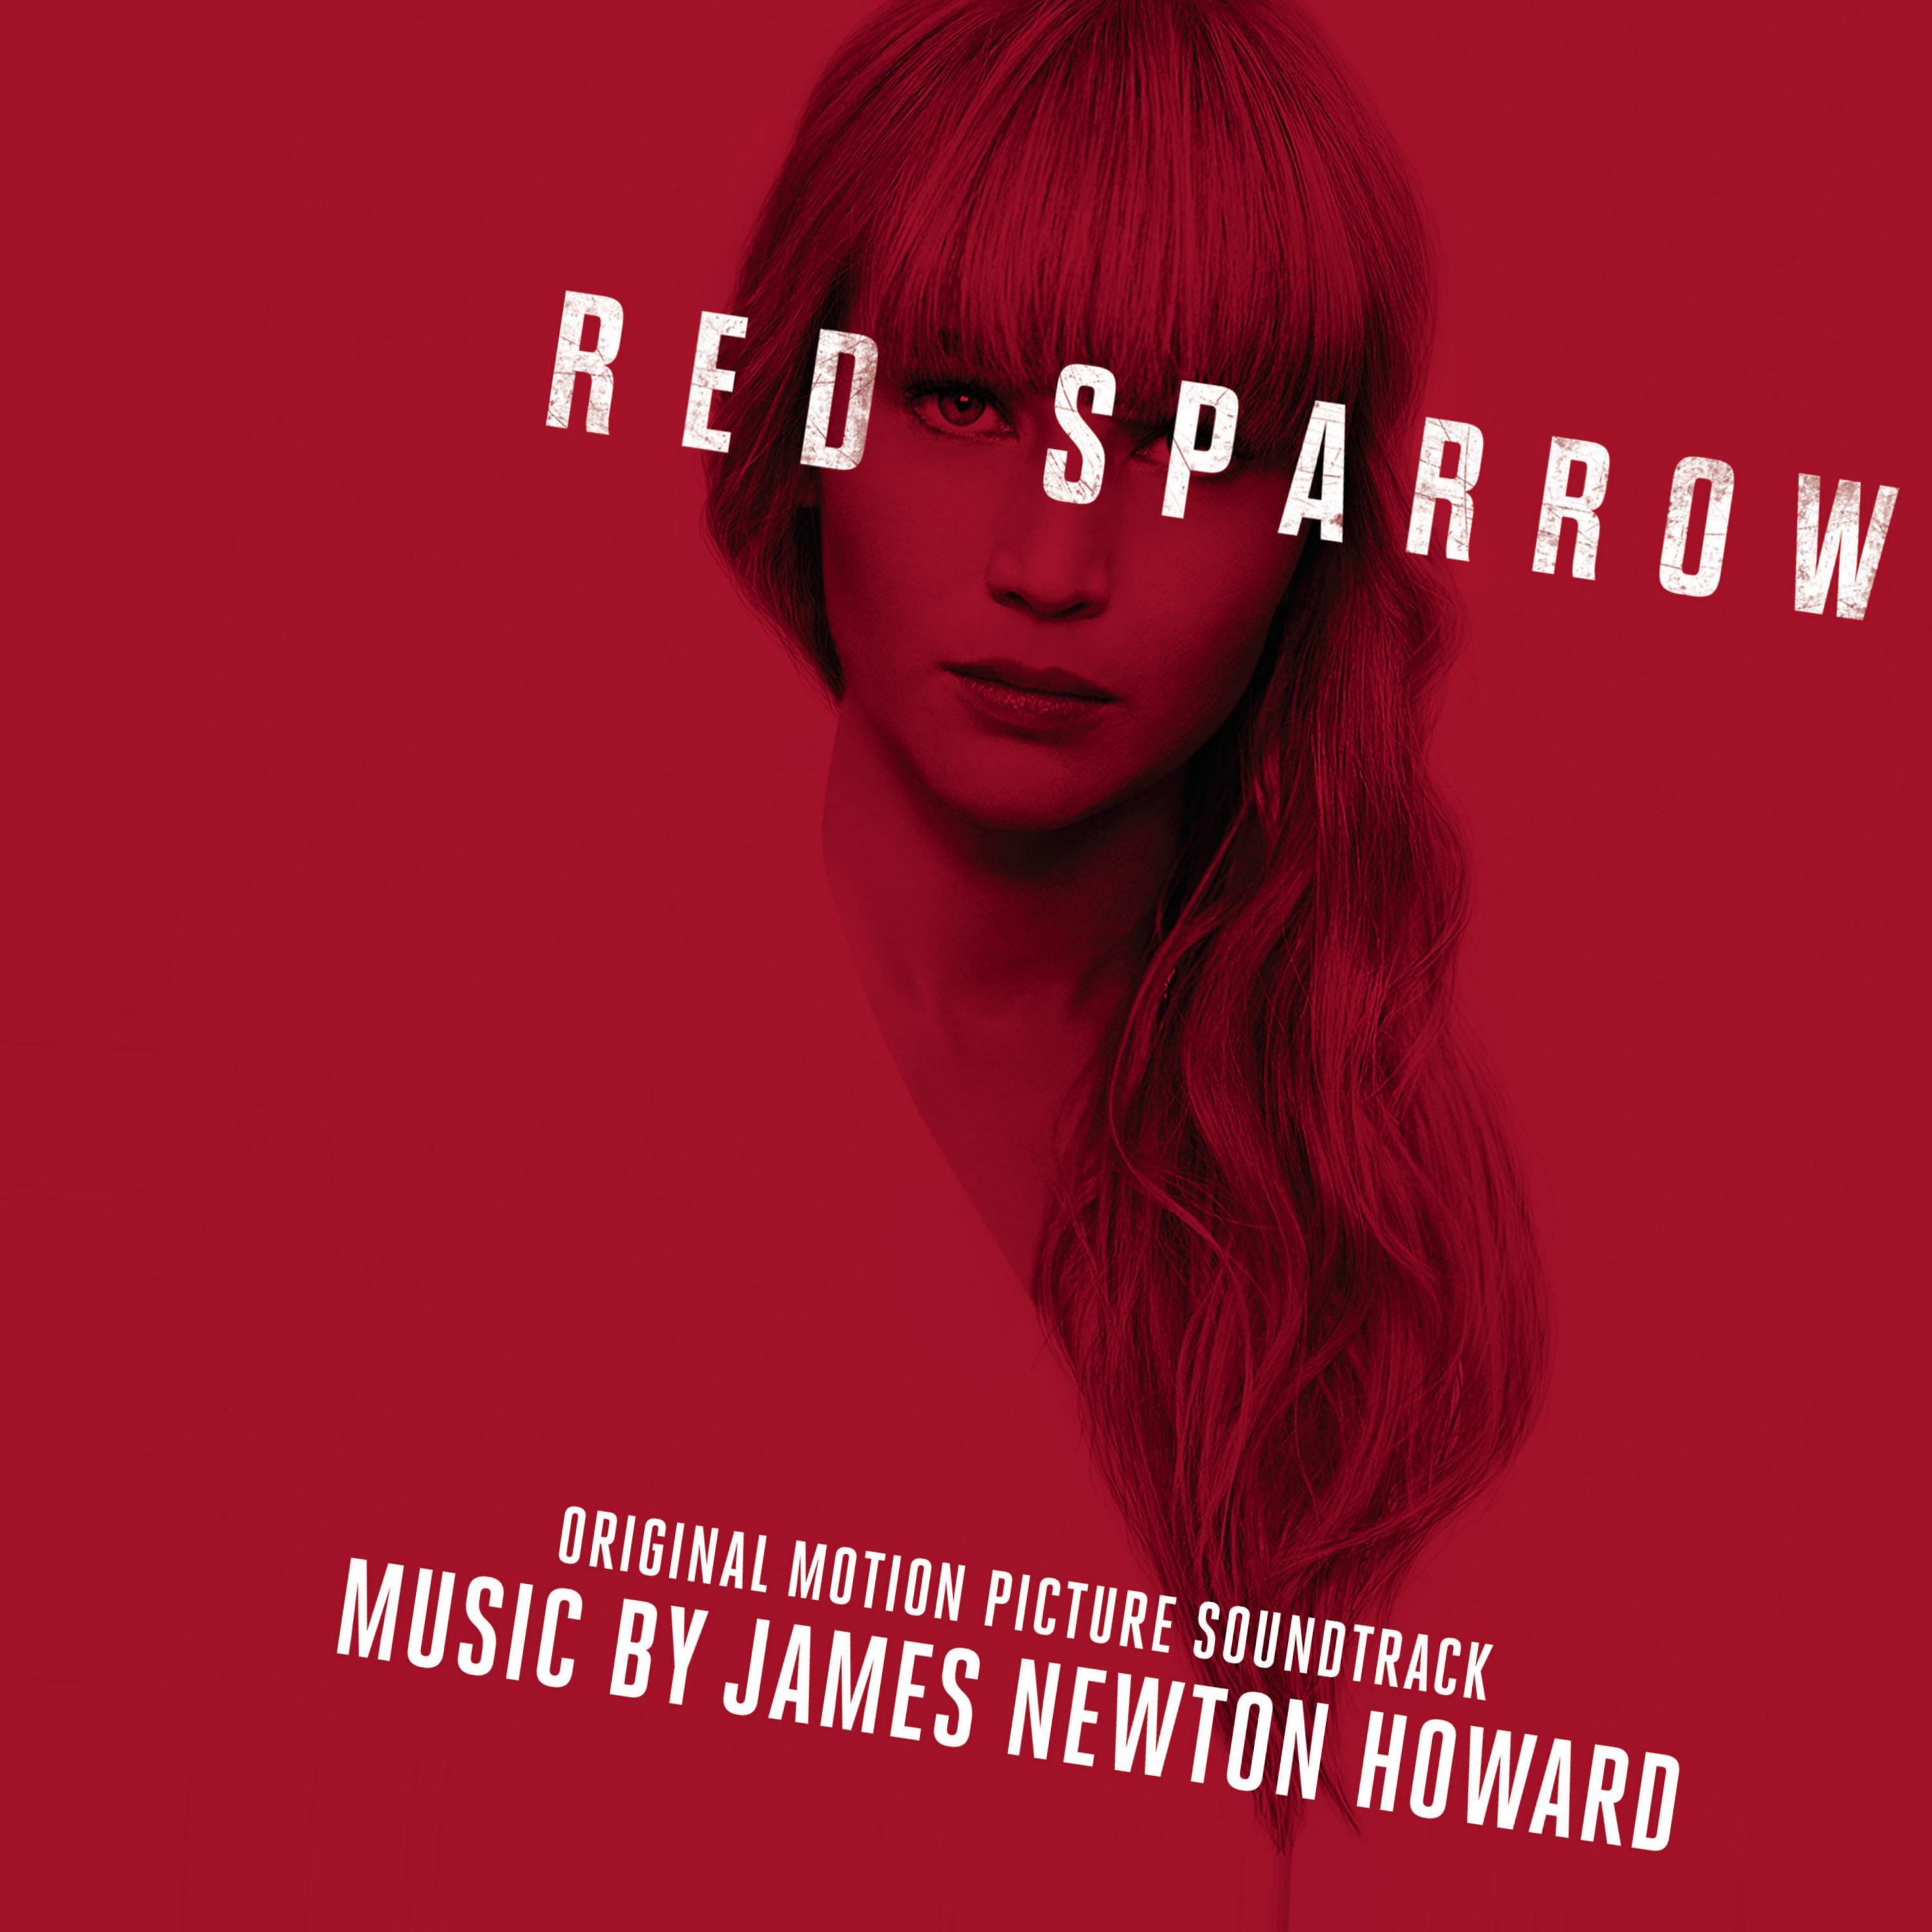 RED SPARROW
ORIGINAL MOTION PICTURE SOUNDTRACK
MUSIC BY JAMES NEWTON HOWARD